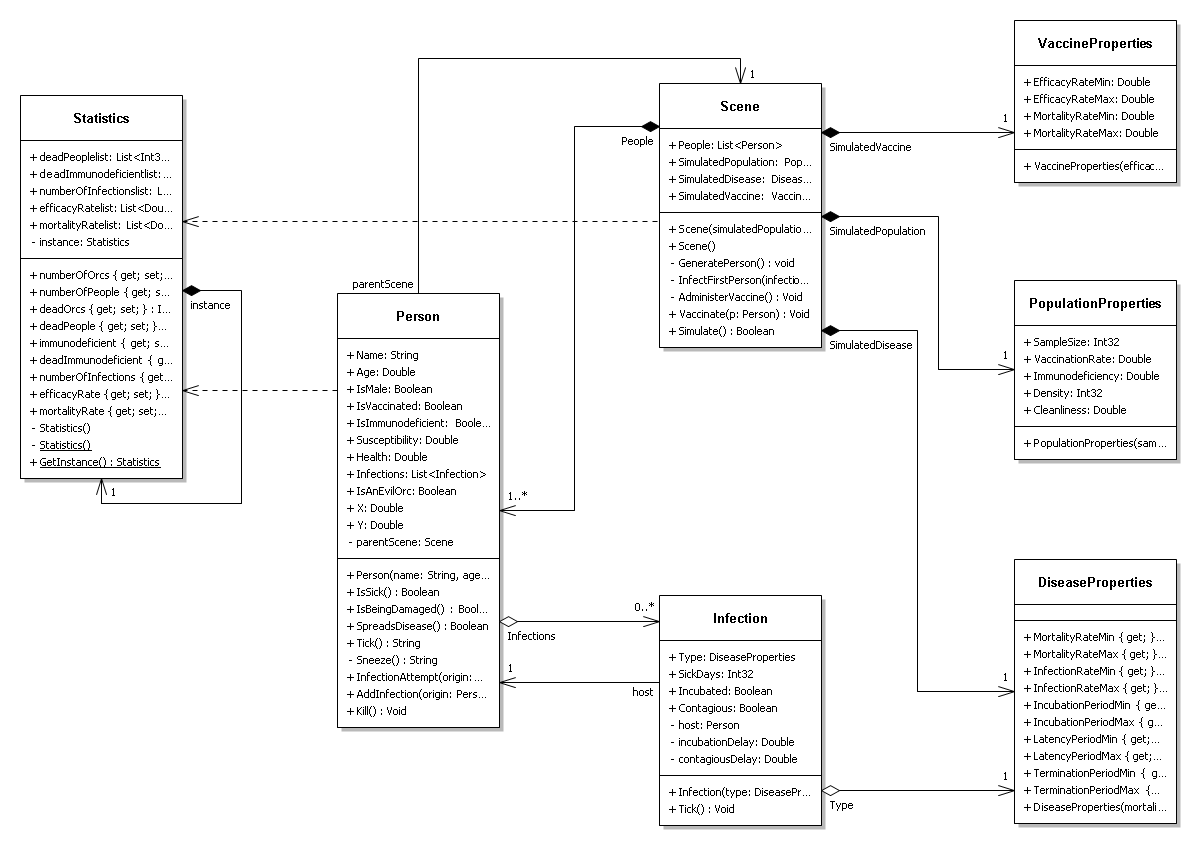 Statistics
+ deadPeoplelist: List<Int3...
+ deadImmunodeficientlist: ...
+ numberOfInfectionslist: L...
+ efficacyRatelist: List<Dou...
+ mortalityRatelist: List<Do...
- instance: Statistics
+ numberOfOrcs { get; set;...
+ numberOfPeople { get; s...
+ deadOrcs { get; set; } : I...
+ deadPeople { get; set; }...
+ immunodeficient { get; s...
+ deadImmunodeficient { g...
+ numberOfInfections { get...
+ efficacyRate { get; set; }...
+ mortalityRate { get; set;...
- Statistics()
- Statistics()
+ GetInstance() : Statistics
instance
1
parentScene
1
Person
+ Name: String
+ Age: Double
+ IsMale: Boolean
+ IsVaccinated: Boolean
+ IsImmunodeficient: Boole...
+ Susceptibility: Double
+ Health: Double
+ Infections: List<Infection>
+ IsAnEvilOrc: Boolean
+ X: Double
+ Y: Double
- parentScene: Scene
+ Person(name: String, age...
+ IsSick() : Boolean
+ IsBeingDamaged() : Bool...
+ SpreadsDisease() : Boolean
+ Tick() : String
- Sneeze() : String
+ InfectionAttempt(origin: ...
+ AddInfection(origin: Pers...
+ Kill() : Void
People
1..*
Infections
0..*
1
host
Scene
+ People: List<Person>
+ SimulatedPopulation: Pop...
+ SimulatedDisease: Diseas...
+ SimulatedVaccine: Vaccin...
+ Scene(simulatedPopulatio...
+ Scene()
- GeneratePerson() : void
- InfectFirstPerson(infectio...
- AdministerVaccine() : Void
+ Vaccinate(p: Person) : Void
+ Simulate() : Boolean
SimulatedVaccine
1
SimulatedPopulation
1
SimulatedDisease
1
Infection
+ Type: DiseaseProperties
+ SickDays: Int32
+ Incubated: Boolean
+ Contagious: Boolean
- host: Person
- incubationDelay: Double
- contagiousDelay: Double
+ Infection(type: DiseasePr...
+ Tick() : Void
Type
1
VaccineProperties
+ EfficacyRateMin: Double
+ EfficacyRateMax: Double
+ MortalityRateMin: Double
+ MortalityRateMax: Double
+ VaccineProperties(efficac...
PopulationProperties
+ SampleSize: Int32
+ VaccinationRate: Double
+ Immunodeficiency: Double
+ Density: Int32
+ Cleanliness: Double
+ PopulationProperties(sam...
DiseaseProperties
+ MortalityRateMin { get; }...
+ MortalityRateMax { get; }...
+ InfectionRateMin { get; }...
+ InfectionRateMax { get; }...
+ IncubationPeriodMin { ge...
+ IncubationPeriodMax { g...
+ LatencyPeriodMin { get;...
+ LatencyPeriodMax { get;...
+ TerminationPeriodMin { g...
+ TerminationPeriodMax {...
+ DiseaseProperties(mortali...